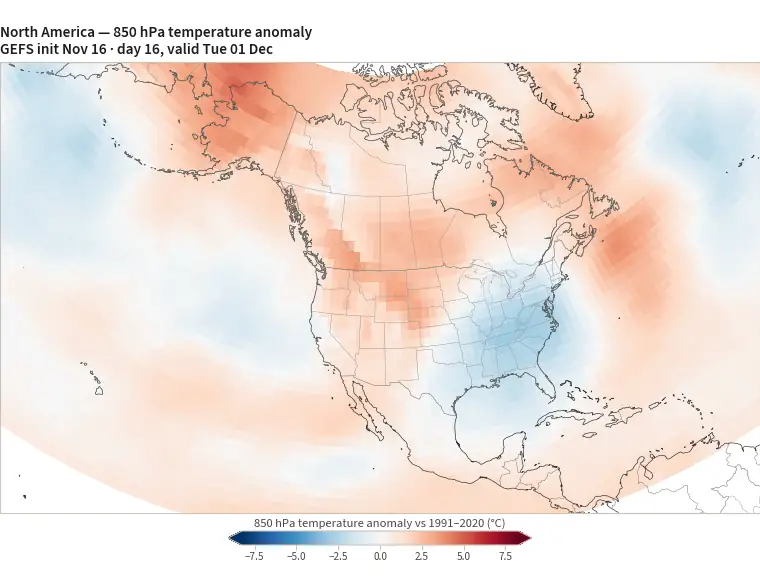 North America — 850 hPa temperature anomaly
GEFS init Nov 16 · day 16, valid Tue 01 Dec
850 hPa temperature anomaly vs 1991–2020 (°C)
−7.5 −5.0 −2.5 0.0 2.5 5.0 7.5